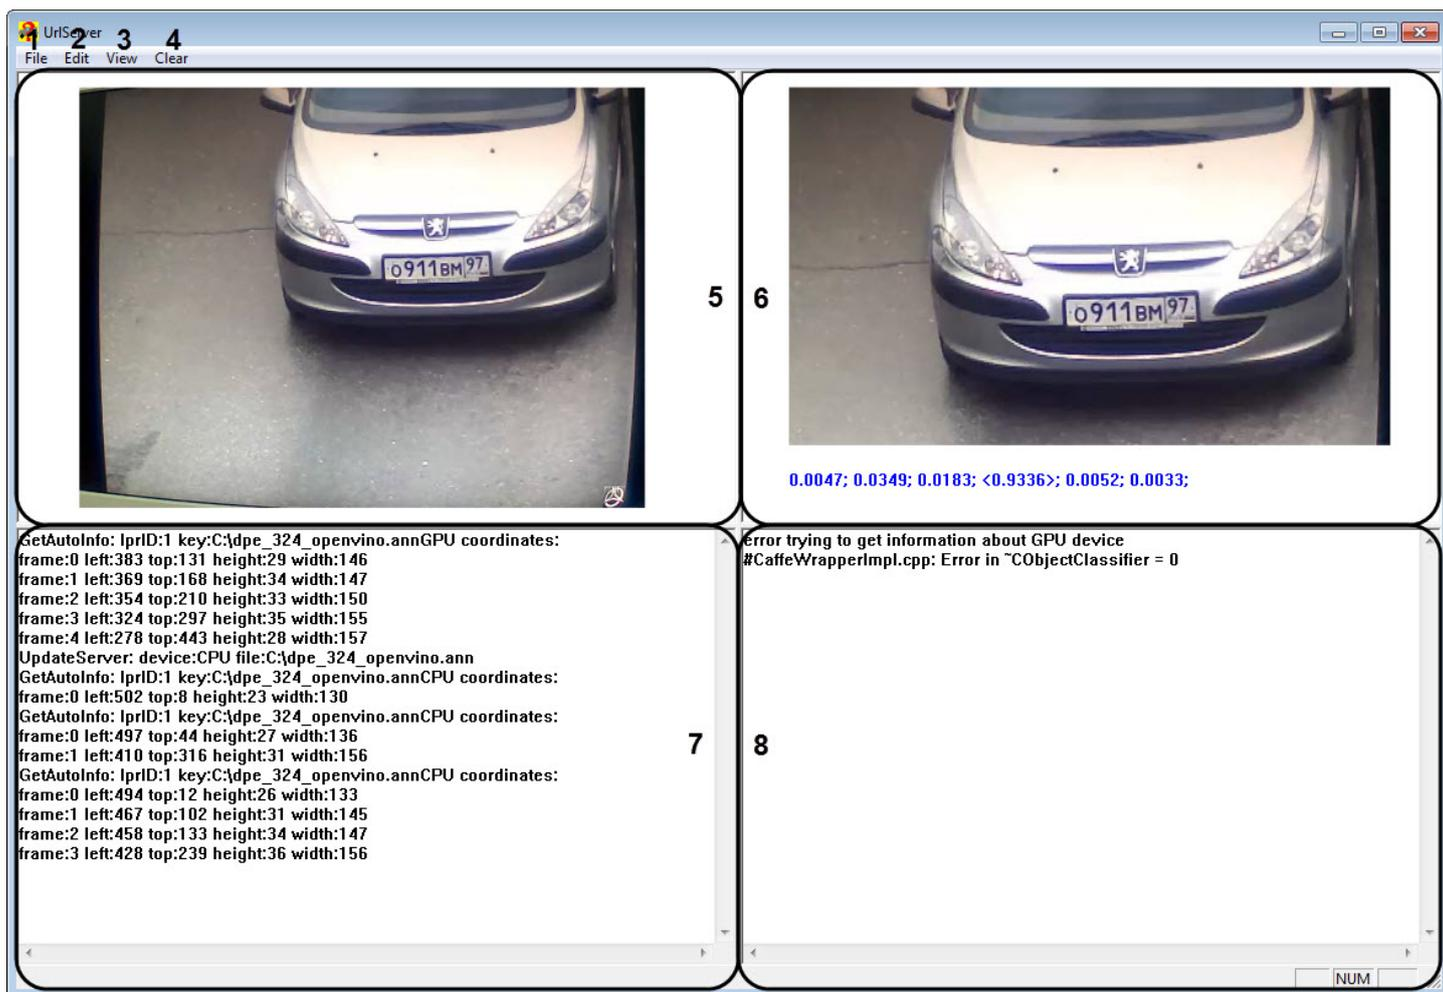 UrlServer
1 2 3 4
File Edit View Clear
О911ВМ 97
5
О911ВМ 97
6
0.0047; 0.0349; 0.0183; <0.9336>; 0.0052; 0.0033;
GetAutoInfo: lprID:1 key:C:\dpe_324_openvino.annGPU coordinates:
frame:0 left:383 top:131 height:29 width:146
frame:1 left:369 top:168 height:34 width:147
frame:2 left:354 top:210 height:33 width:150
frame:3 left:324 top:297 height:35 width:155
frame:4 left:278 top:443 height:28 width:157
UpdateServer: device:CPU file:C:\dpe_324_openvino.ann
GetAutoInfo: lprID:1 key:C:\dpe_324_openvino.annCPU coordinates:
frame:0 left:502 top:8 height:23 width:130
GetAutoInfo: lprID:1 key:C:\dpe_324_openvino.annCPU coordinates:
frame:0 left:497 top:44 height:27 width:136
frame:1 left:410 top:316 height:31 width:156
GetAutoInfo: lprID:1 key:C:\dpe_324_openvino.annCPU coordinates:
frame:0 left:494 top:12 height:26 width:133
frame:1 left:467 top:102 height:31 width:145
frame:2 left:458 top:133 height:34 width:147
frame:3 left:428 top:239 height:36 width:156
7
error trying to get information about GPU device
#CaffeWrapperImpl.cpp: Error in ~CObjectClassifier = 0
8
NUM